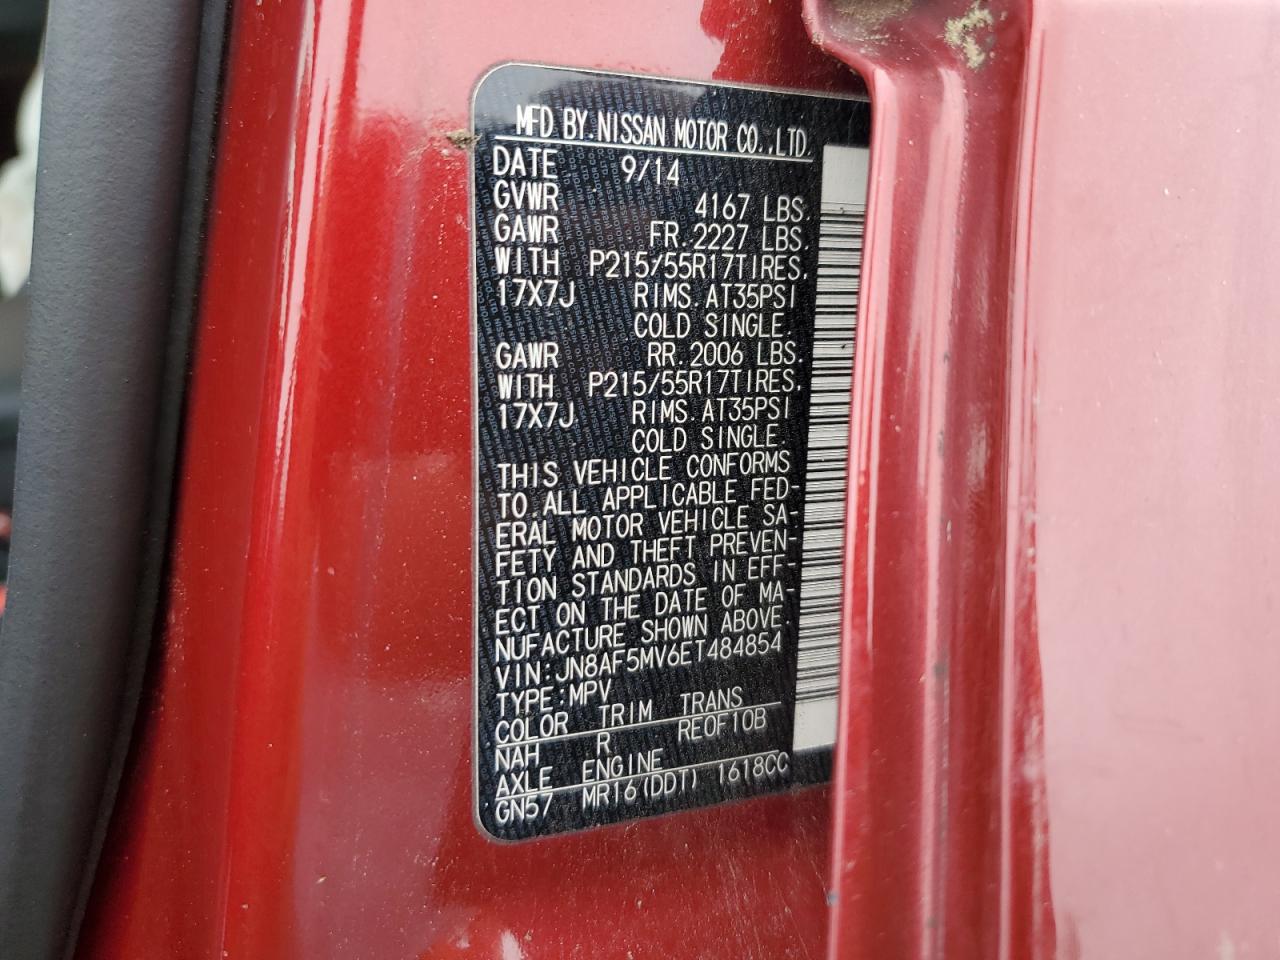 MFD BY.NISSAN MOTOR CO.,LTD.
DATE 9/14
GVWR 4167 LBS.
GAWR FR.2227 LBS.
WITH P215/55R17TIRES.
17X7J RIMS.AT35PSI
COLD SINGLE.
GAWR RR.2006 LBS.
WITH P215/55R17TIRES.
17X7J RIMS.AT35PSI
COLD SINGLE.
THIS VEHICLE CONFORMS
TO ALL APPLICABLE FED-
ERAL MOTOR VEHICLE SA-
FETY AND THEFT PREVEN-
TION STANDARDS IN EFF-
ECT ON THE DATE OF MA-
NUFACTURE SHOWN ABOVE.
VIN:JN8AF5MV6ET484854
TYPE:MPV
COLOR TRIM TRANS
NAH R RE0F10B
AXLE ENGINE
GN57 MR16(DDT) 1618CC